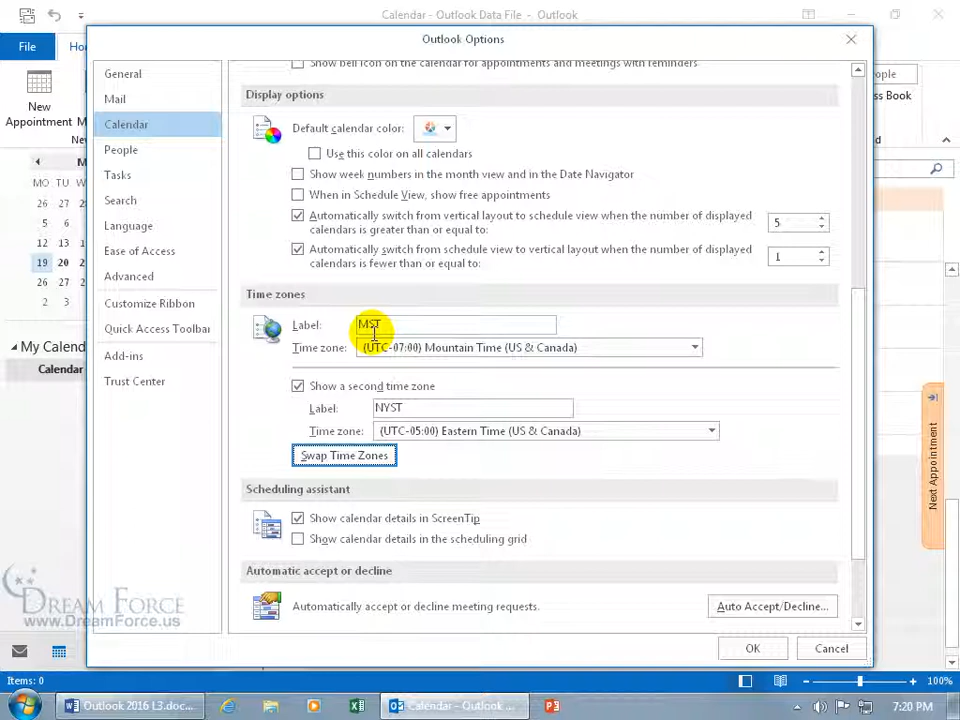 Calendar - Outlook Data File - Outlook
File
Outlook Options
New
Appointment
My Calend
Calendar
MO TU
26 27
5 6
12 13
19 20
26 27
2 3
General
Mail
Calendar
People
Tasks
Search
Language
Ease of Access
Advanced
Customize Ribbon
Quick Access Toolbar
Add-ins
Trust Center
Show bell icon on the calendar for appointments and meetings with reminders
Display options
Default calendar color:
Use this color on all calendars
Show week numbers in the month view and in the Date Navigator
When in Schedule View, show free appointments
Automatically switch from vertical layout to schedule view when the number of displayed
calendars is greater than or equal to:
5
Automatically switch from schedule view to vertical layout when the number of displayed
calendars is fewer than or equal to:
1
Time zones
Label: MST
Time zone: (UTC-07:00) Mountain Time (US & Canada)
Show a second time zone
Label: NYST
Time zone: (UTC-05:00) Eastern Time (US & Canada)
Swap Time Zones
Scheduling assistant
Show calendar details in ScreenTip
Show calendar details in the scheduling grid
Automatic accept or decline
Automatically accept or decline meeting requests.
Auto Accept/Decline...
OK Cancel
Next Appointment
DREAM FORCE
www.DreamForce.us
Items: 0
100%
Outlook 2016 L3.doc...
Calendar - Outlook ...
7:20 PM